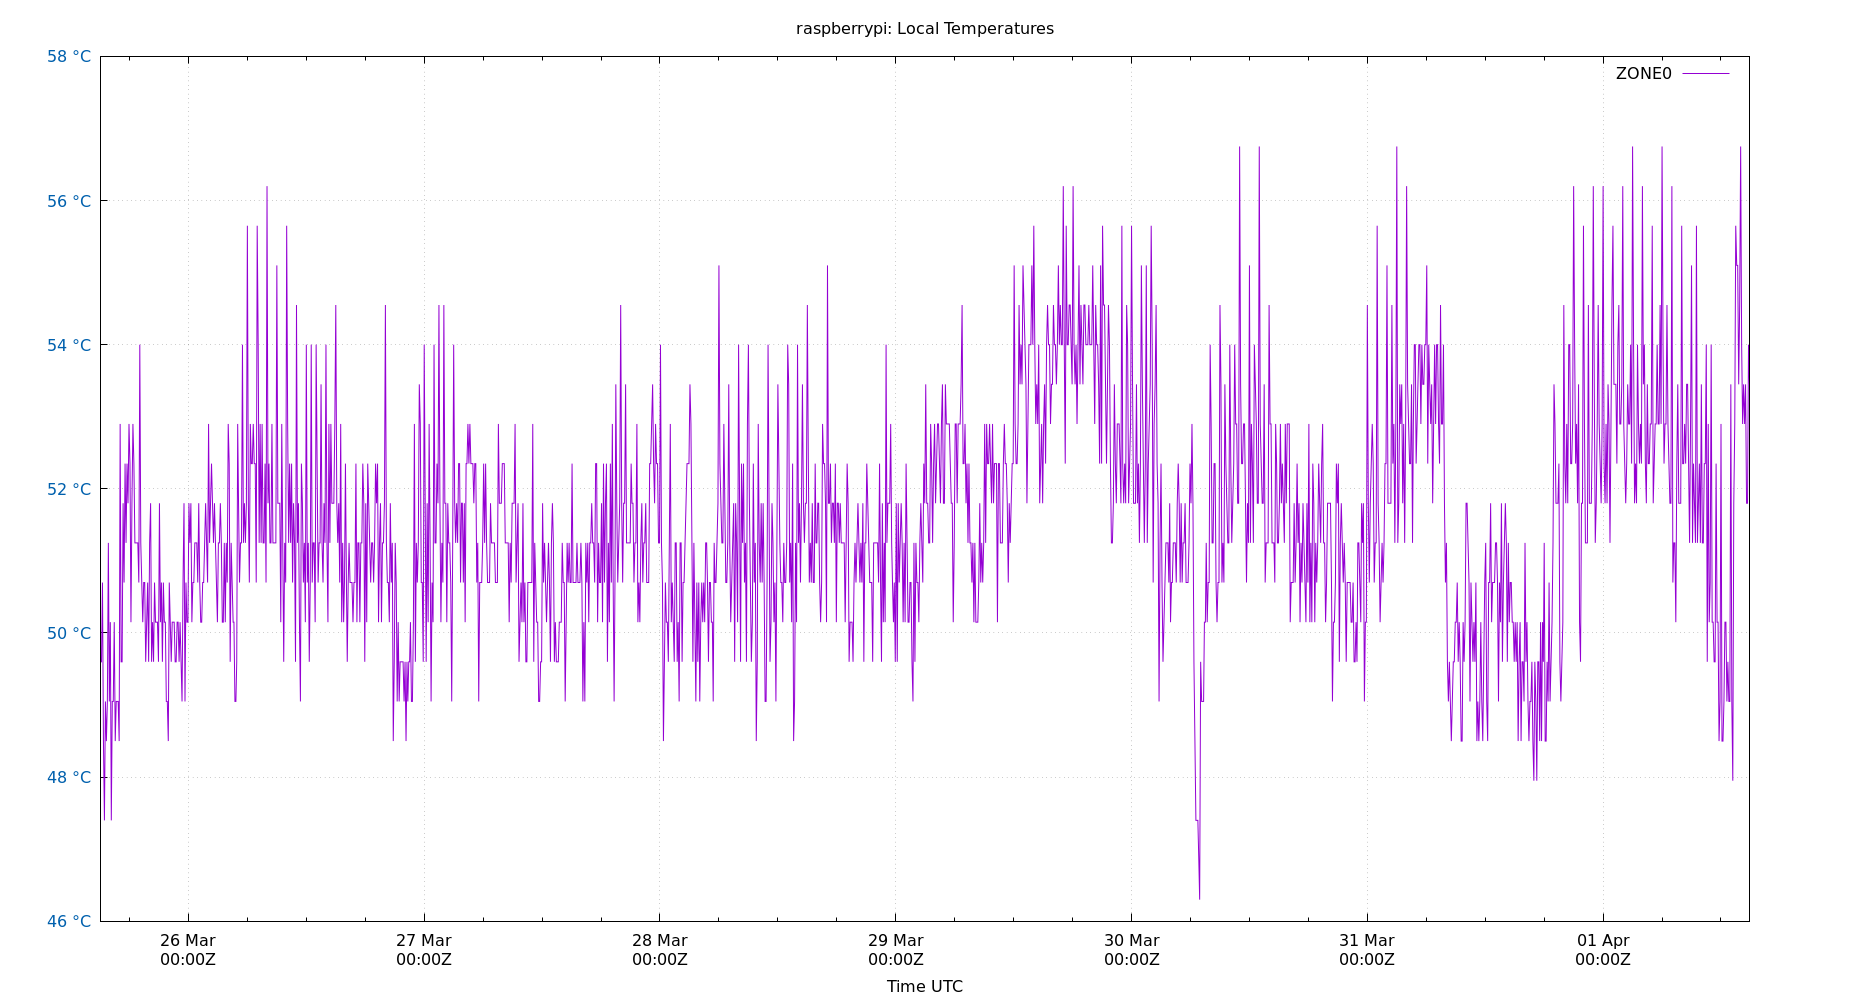 raspberrypi: Local Temperatures
58 °C
ZONE0
56 °C
54 °C
52 °C
50 °C
48 °C
46 °C
26 Mar 27 Mar 28 Mar 29 Mar 30 Mar 31 Mar 01 Apr
00:00Z 00:00Z 00:00Z 00:00Z 00:00Z 00:00Z 00:00Z
Time UTC